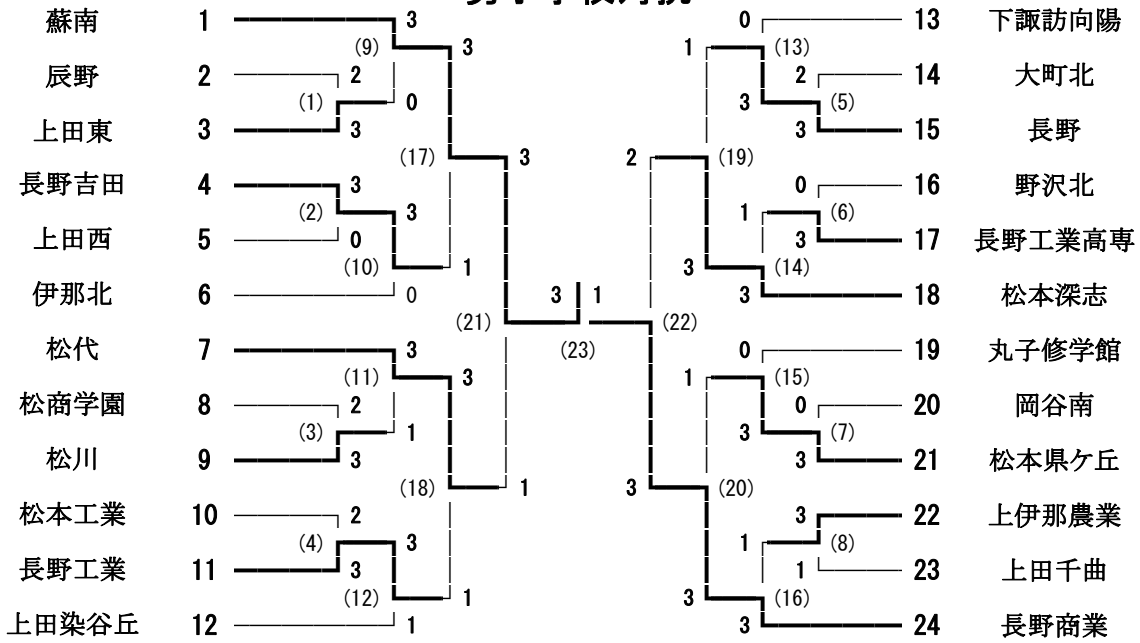 蘇南 1 3 0 13 下諏訪向陽
(9) 3 1 (13)
辰野 2 2 2 14 大町北
(1) 0 3 (5)
上田東 3 3 3 15 長野
(17) 3 2 (19)
長野吉田 4 3 0 16 野沢北
(2) 3 1 (6)
上田西 5 0 3 17 長野工業高専
(10) 1 3 (14)
伊那北 6 0 3 1 3 18 松本深志
(21) (23) (22)
松代 7 3 0 19 丸子修学館
(11) 3 1 (15)
松商学園 8 2 0 20 岡谷南
(3) 1 3 (7)
松川 9 3 3 21 松本県ケ丘
(18) 1 3 (20)
松本工業 10 2 3 22 上伊那農業
(4) 3 1 (8)
長野工業 11 3 1 23 上田千曲
(12) 1 3 (16)
上田染谷丘 12 1 3 24 長野商業